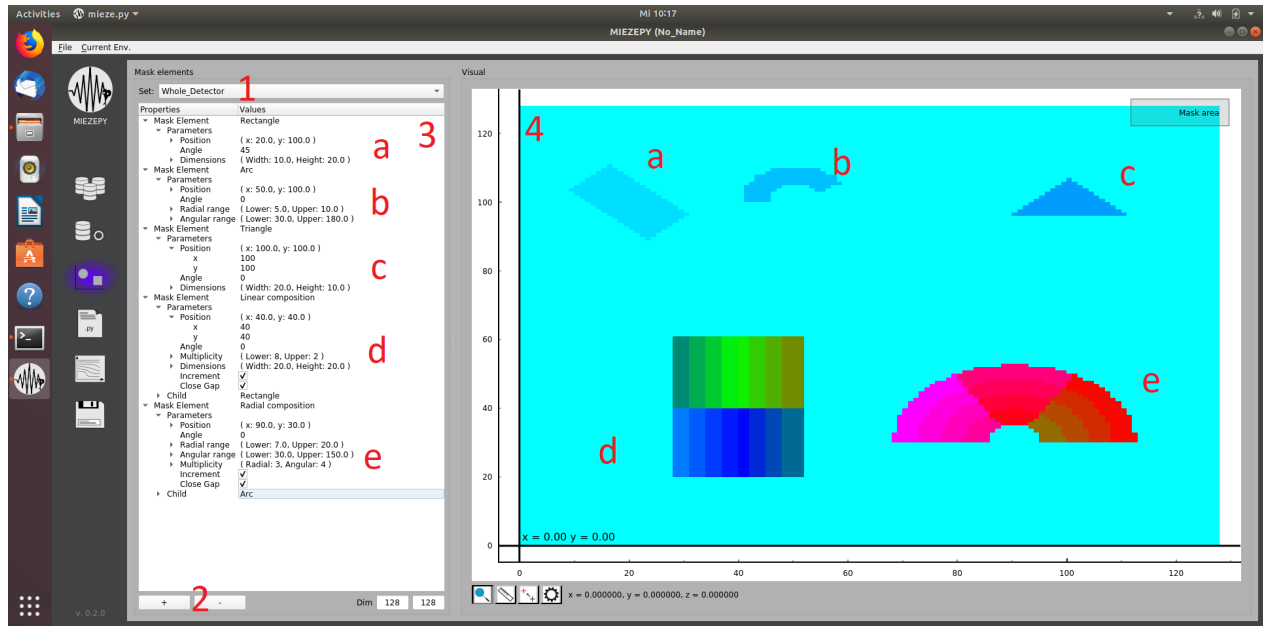 Activities mieze.py Mi 10:17
MIEZEPY (No_Name)
File Current Env.
Mask elements
Visual
Set: Whole_Detector
1
Properties Values
Mask Element Rectangle
3
Parameters
Position ( x: 20.0, y: 100.0 )
Angle 45
a
Dimensions ( Width: 10.0, Height: 20.0 )
Mask Element Arc
Parameters
Position ( x: 50.0, y: 100.0 )
Angle 0
b
Radial range ( Lower: 5.0, Upper: 10.0 )
Angular range ( Lower: 30.0, Upper: 180.0 )
Mask Element Triangle
Parameters
Position ( x: 100.0, y: 100.0 )
x 100
y 100
c
Angle 0
Dimensions ( Width: 20.0, Height: 10.0 )
Mask Element Linear composition
Parameters
Position ( x: 40.0, y: 40.0 )
x 40
y 40
Angle 0
d
Multiplicity ( Lower: 8, Upper: 2 )
Dimensions ( Width: 20.0, Height: 20.0 )
Increment
Close Gap
Child Rectangle
Mask Element Radial composition
Parameters
Position ( x: 90.0, y: 30.0 )
Angle 0
Radial range ( Lower: 7.0, Upper: 20.0 )
Angular range ( Lower: 30.0, Upper: 150.0 )
e
Multiplicity ( Radial: 3, Angular: 4 )
Increment
Close Gap
Child Arc
2
+ - Dim 128 128
MIEZEPY
.PY
v. 0.2.0
4
Mask area
a
b
c
d
e
120
100
80
60
40
20
0
x = 0.00 y = 0.00
0 20 40 60 80 100 120
x = 0.000000, y = 0.000000, z = 0.000000